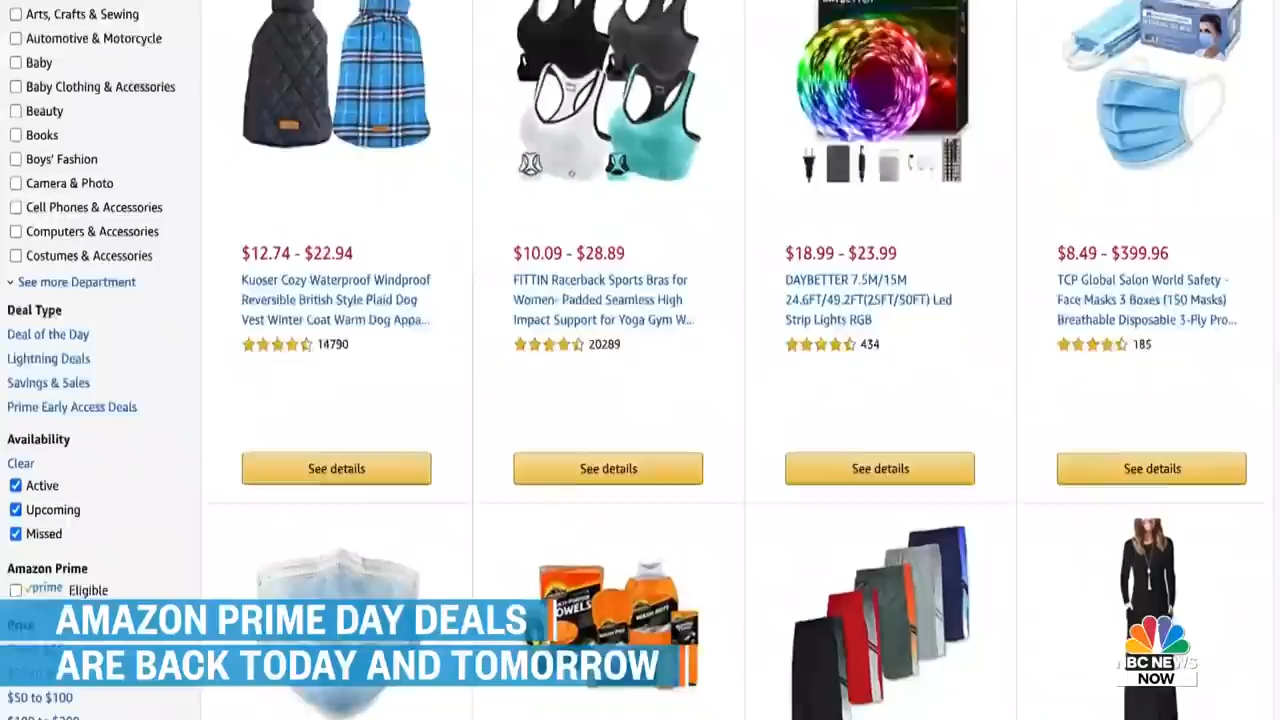 Arts, Crafts & Sewing
Automotive & Motorcycle
Baby
Baby Clothing & Accessories
Beauty
Books
Boys' Fashion
Camera & Photo
Cell Phones & Accessories
Computers & Accessories
Costumes & Accessories
See more Department
Deal Type
Deal of the Day
Lightning Deals
Savings & Sales
Prime Early Access Deals
Availability
Clear
Active
Upcoming
Missed
Amazon Prime
prime Eligible
Price
$50 to $100
$12.74 - $22.94
Kuoser Cozy Waterproof Windproof
Reversible British Style Plaid Dog
Vest Winter Coat Warm Dog Appa...
14790
See details
$10.09 - $28.89
FITTIN Racerback Sports Bras for
Women- Padded Seamless High
Impact Support for Yoga Gym W...
20289
See details
$18.99 - $23.99
DAYBETTER 7.5M/15M
24.6FT/49.2FT(25FT/50FT) Led
Strip Lights RGB
434
See details
$8.49 - $399.96
TCP Global Salon World Safety -
Face Masks 3 Boxes (150 Masks)
Breathable Disposable 3-Ply Pro...
185
See details
AMAZON PRIME DAY DEALS
ARE BACK TODAY AND TOMORROW
NBC NEWS
NOW